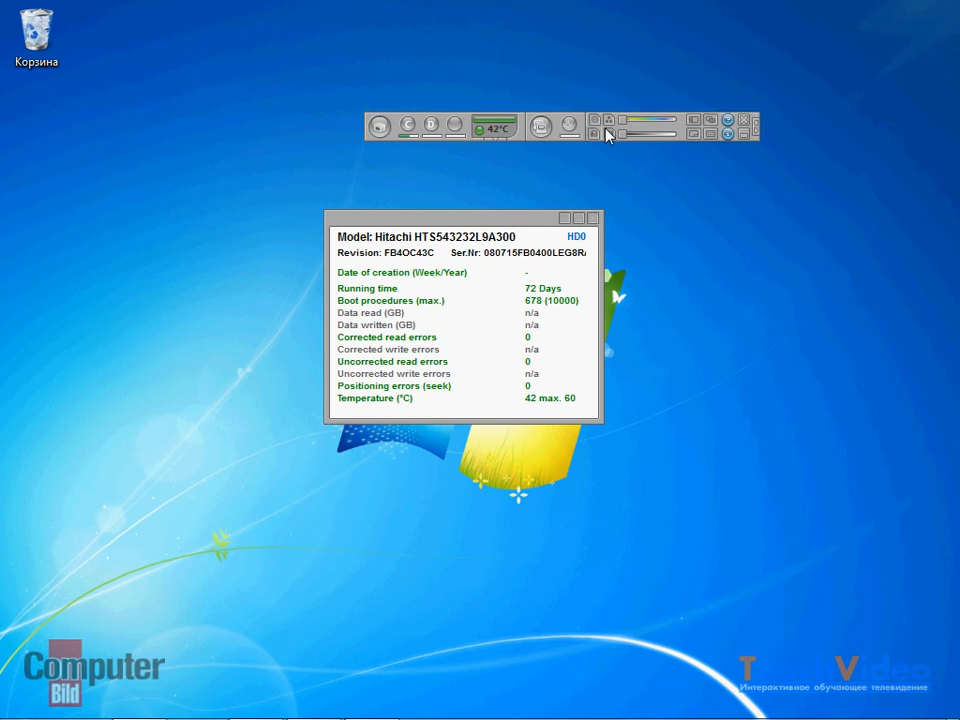 Корзина
C D 42°C
Model: Hitachi HTS543232L9A300 HD0
Revision: FB4OC43C Ser.Nr: 080715FB0400LEG8R
Date of creation (Week/Year) -
Running time 72 Days
Boot procedures (max.) 678 (10000)
Data read (GB) n/a
Data written (GB) n/a
Corrected read errors 0
Corrected write errors n/a
Uncorrected read errors 0
Uncorrected write errors n/a
Positioning errors (seek) 0
Temperature (°C) 42 max. 60
Computer
Bild
Интерактивное обучающее телевидение